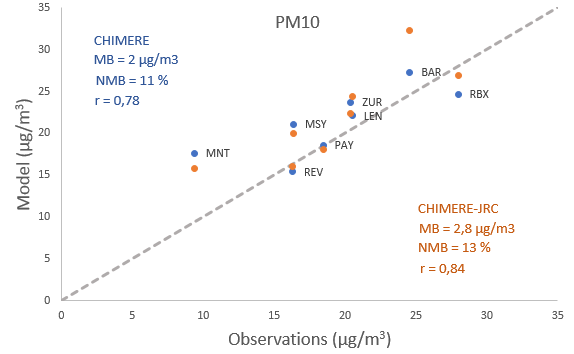 PM10
CHIMERE
MB = 2 µg/m3
NMB = 11 %
r = 0,78
BAR
RBX
ZUR
LEN
MSY
PAY
MNT
REV
CHIMERE-JRC
MB = 2,8 µg/m3
NMB = 13 %
r = 0,84
Model (µg/m³)
35
30
25
20
15
10
5
0
0 5 10 15 20 25 30 35
Observations (µg/m³)